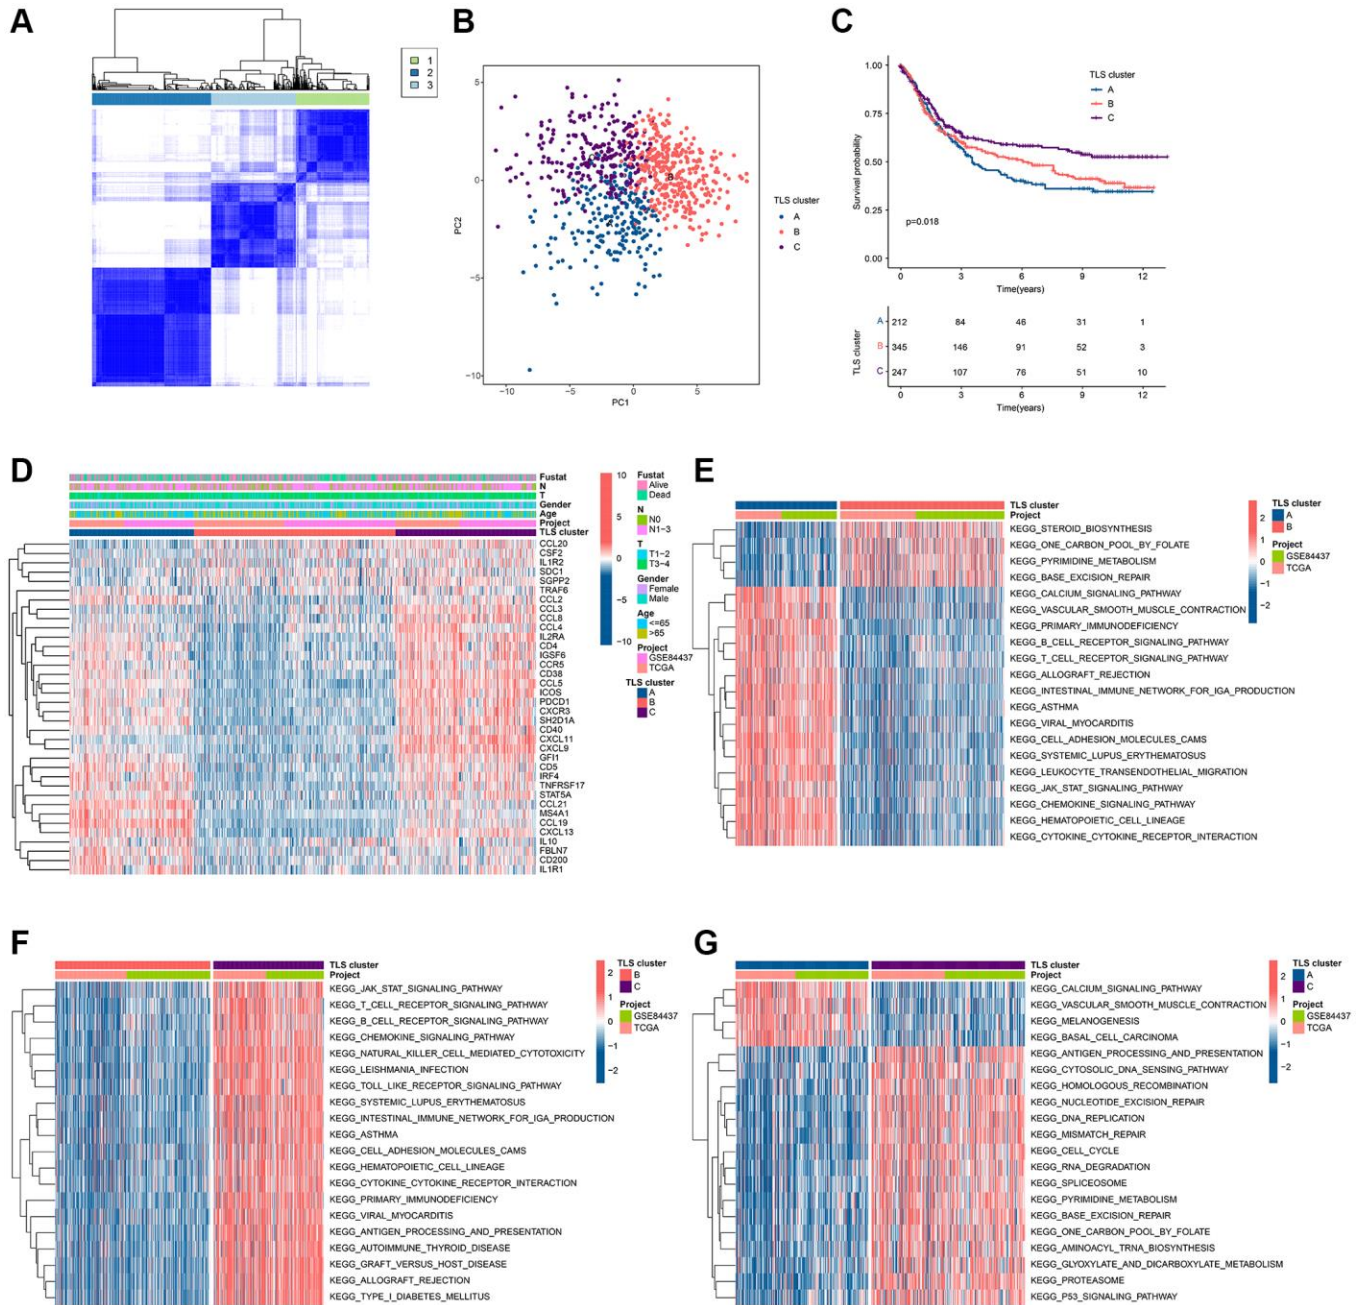 A
1
2
3
B
5
0
−5
−10
−10
−5
0
5
PC1
PC2
B
TLS cluster
A
B
C
C
TLS cluster
A
B
C
1.00
0.75
0.50
0.25
0.00
Survival probability
p=0.018
0 3 6 9 12
Time(years)
TLS cluster
A 212 84 46 31 1
B 345 146 91 52 3
C 247 107 76 51 10
0 3 6 9 12
Time(years)
D
Fustat
N
T
Gender
Age
Project
TLS cluster
CCL20
CSF2
IL1R2
SDC1
SGPP2
TRAF6
CCL2
CCL3
CCL8
CCL4
IL2RA
CD4
IGSF6
CCR5
CD38
CCL5
ICOS
PDCD1
CXCR3
SH2D1A
CD40
CXCL11
CXCL9
GFI1
CD5
IRF4
TNFRSF17
STAT5A
CCL21
MS4A1
CCL19
CXCL13
IL10
FBLN7
CD200
IL1R1
10
5
0
−5
−10
Fustat
Alive
Dead
N
N0
N1−3
T
T1−2
T3−4
Gender
Female
Male
Age
<=65
>65
Project
GSE84437
TCGA
TLS cluster
A
B
C
E
TLS cluster
Project
KEGG_STEROID_BIOSYNTHESIS
KEGG_ONE_CARBON_POOL_BY_FOLATE
KEGG_PYRIMIDINE_METABOLISM
KEGG_BASE_EXCISION_REPAIR
KEGG_CALCIUM_SIGNALING_PATHWAY
KEGG_VASCULAR_SMOOTH_MUSCLE_CONTRACTION
KEGG_PRIMARY_IMMUNODEFICIENCY
KEGG_B_CELL_RECEPTOR_SIGNALING_PATHWAY
KEGG_T_CELL_RECEPTOR_SIGNALING_PATHWAY
KEGG_ALLOGRAFT_REJECTION
KEGG_INTESTINAL_IMMUNE_NETWORK_FOR_IGA_PRODUCTION
KEGG_ASTHMA
KEGG_VIRAL_MYOCARDITIS
KEGG_CELL_ADHESION_MOLECULES_CAMS
KEGG_SYSTEMIC_LUPUS_ERYTHEMATOSUS
KEGG_LEUKOCYTE_TRANSENDOTHELIAL_MIGRATION
KEGG_JAK_STAT_SIGNALING_PATHWAY
KEGG_CHEMOKINE_SIGNALING_PATHWAY
KEGG_HEMATOPOIETIC_CELL_LINEAGE
KEGG_CYTOKINE_CYTOKINE_RECEPTOR_INTERACTION
2
1
0
−1
−2
TLS cluster
A
B
Project
GSE84437
TCGA
F
TLS cluster
Project
KEGG_JAK_STAT_SIGNALING_PATHWAY
KEGG_T_CELL_RECEPTOR_SIGNALING_PATHWAY
KEGG_B_CELL_RECEPTOR_SIGNALING_PATHWAY
KEGG_CHEMOKINE_SIGNALING_PATHWAY
KEGG_NATURAL_KILLER_CELL_MEDIATED_CYTOTOXICITY
KEGG_LEISHMANIA_INFECTION
KEGG_TOLL_LIKE_RECEPTOR_SIGNALING_PATHWAY
KEGG_SYSTEMIC_LUPUS_ERYTHEMATOSUS
KEGG_INTESTINAL_IMMUNE_NETWORK_FOR_IGA_PRODUCTION
KEGG_ASTHMA
KEGG_CELL_ADHESION_MOLECULES_CAMS
KEGG_HEMATOPOIETIC_CELL_LINEAGE
KEGG_CYTOKINE_CYTOKINE_RECEPTOR_INTERACTION
KEGG_PRIMARY_IMMUNODEFICIENCY
KEGG_VIRAL_MYOCARDITIS
KEGG_ANTIGEN_PROCESSING_AND_PRESENTATION
KEGG_AUTOIMMUNE_THYROID_DISEASE
KEGG_GRAFT_VERSUS_HOST_DISEASE
KEGG_ALLOGRAFT_REJECTION
KEGG_TYPE_I_DIABETES_MELLITUS
2
1
0
−1
−2
TLS cluster
B
C
Project
GSE84437
TCGA
G
TLS cluster
Project
KEGG_CALCIUM_SIGNALING_PATHWAY
KEGG_VASCULAR_SMOOTH_MUSCLE_CONTRACTION
KEGG_MELANOGENESIS
KEGG_BASAL_CELL_CARCINOMA
KEGG_ANTIGEN_PROCESSING_AND_PRESENTATION
KEGG_CYTOSOLIC_DNA_SENSING_PATHWAY
KEGG_HOMOLOGOUS_RECOMBINATION
KEGG_NUCLEOTIDE_EXCISION_REPAIR
KEGG_DNA_REPLICATION
KEGG_MISMATCH_REPAIR
KEGG_CELL_CYCLE
KEGG_RNA_DEGRADATION
KEGG_SPLICEOSOME
KEGG_PYRIMIDINE_METABOLISM
KEGG_BASE_EXCISION_REPAIR
KEGG_ONE_CARBON_POOL_BY_FOLATE
KEGG_AMINOACYL_TRNA_BIOSYNTHESIS
KEGG_GLYOXYLATE_AND_DICARBOXYLATE_METABOLISM
KEGG_PROTEASOME
KEGG_P53_SIGNALING_PATHWAY
2
1
0
−1
−2
TLS cluster
A
C
Project
GSE84437
TCGA